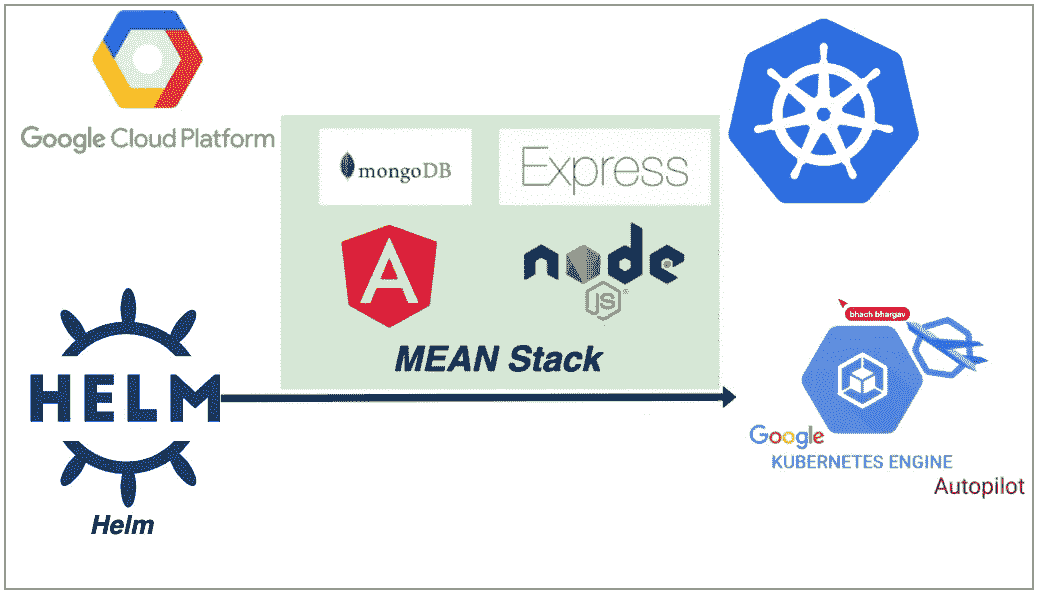 Google Cloud Platform
mongoDB
Express
A
node
JS
MEAN Stack
HELM
Helm
bhach bhargav
Google
KUBERNETES ENGINE
Autopilot